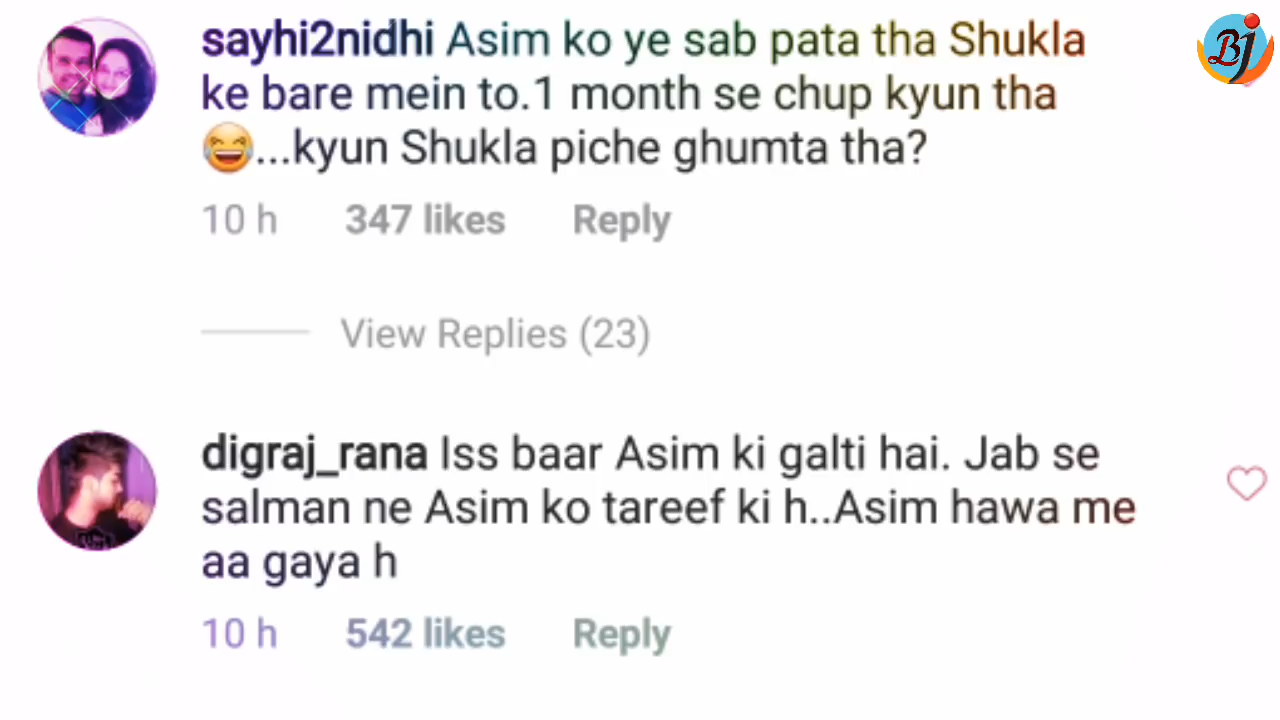 sayhi2nidhi Asim ko ye sab pata tha Shukla
ke bare mein to.1 month se chup kyun tha
😂...kyun Shukla piche ghumta tha?
10 h 347 likes Reply
View Replies (23)
digraj_rana Iss baar Asim ki galti hai. Jab se
salman ne Asim ko tareef ki h..Asim hawa me
aa gaya h
10 h 542 likes Reply
BJ